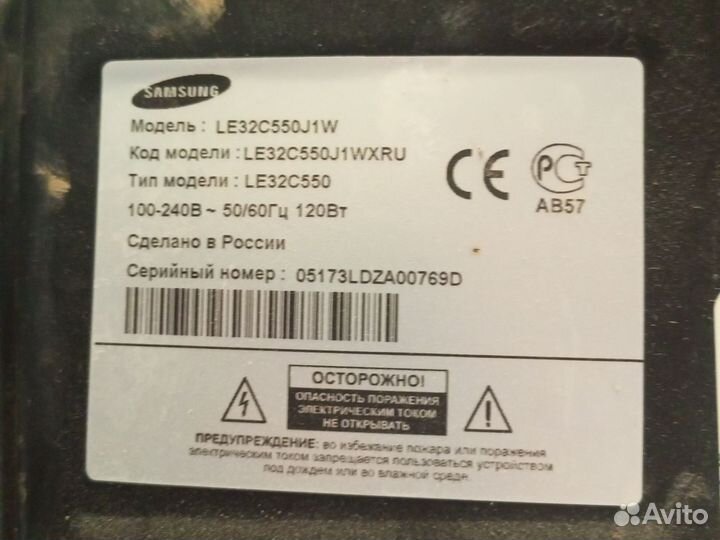 SAMSUNG
Модель : LE32C550J1W
Код модели : LE32C550J1WXRU
Тип модели : LE32C550
100-240В ~ 50/60Гц 120Вт
Сделано в России
Серийный номер : 05173LDZA00769D
CE
РСТ
АВ57
ОСТОРОЖНО!
ОПАСНОСТЬ ПОРАЖЕНИЯ
ЭЛЕКТРИЧЕСКИМ ТОКОМ
НЕ ОТКРЫВАТЬ
ПРЕДУПРЕЖДЕНИЕ: во избежание пожара или поражения
электрическим током запрещается пользоваться устройством
под дождем или во влажной среде.
Avito